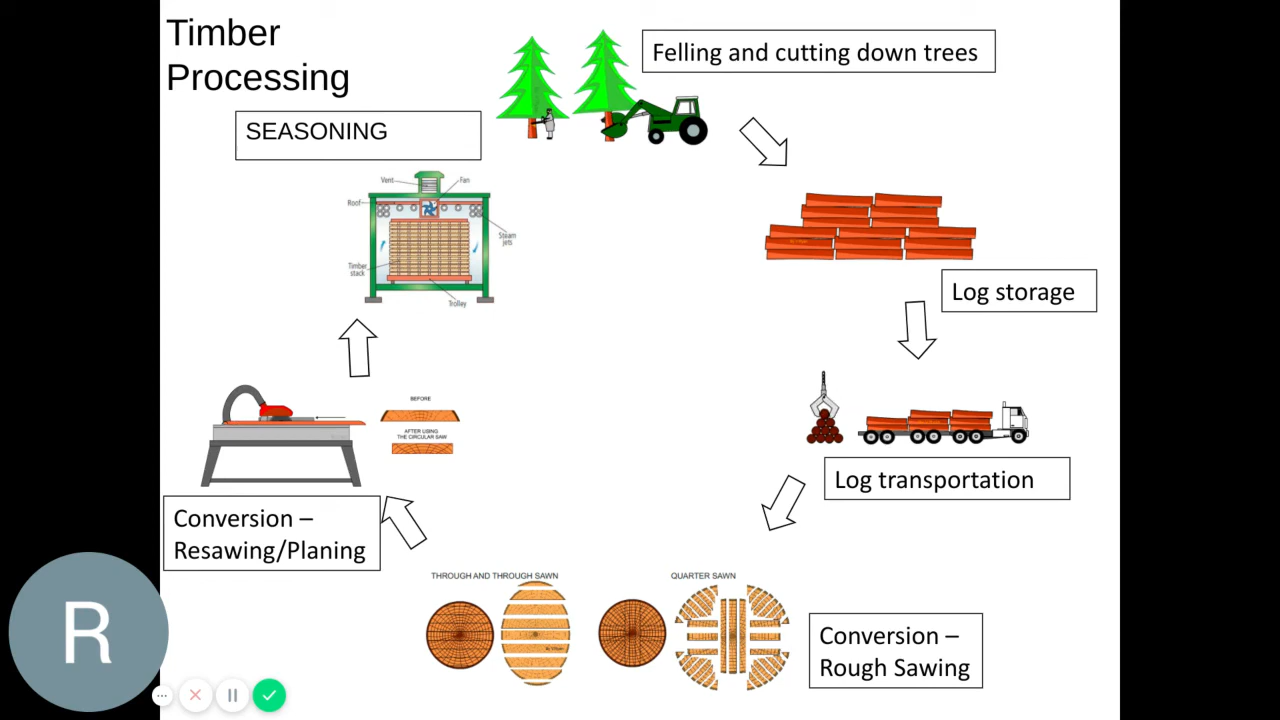 Timber
Processing
Felling and cutting down trees
SEASONING
Vent
Fan
Roof
Steam
jets
Timber
stack
Trolley
Log storage
BEFORE
AFTER USING
THE CIRCULAR SAW
Log transportation
Conversion –
Resawing/Planing
THROUGH AND THROUGH SAWN
QUARTER SAWN
Conversion –
Rough Sawing
R